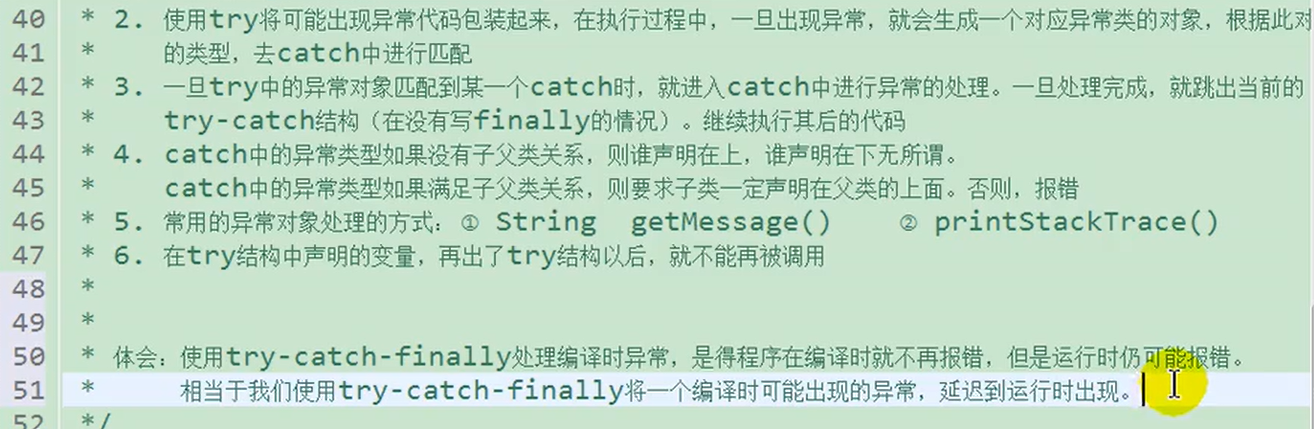 40 * 2. 使用try将可能出现异常代码包装起来，在执行过程中，一旦出现异常，就会生成一个对应异常类的对象，根据此对
41 * 的类型，去catch中进行匹配
42 * 3. 一旦try中的异常对象匹配到某一个catch时，就进入catch中进行异常的处理。一旦处理完成，就跳出当前的
43 * try-catch结构（在没有写finally的情况）。继续执行其后的代码
44 * 4. catch中的异常类型如果没有子父类关系，则谁声明在上，谁声明在下无所谓。
45 * catch中的异常类型如果满足子父类关系，则要求子类一定声明在父类的上面。否则，报错
46 * 5. 常用的异常对象处理的方式：① String getMessage() ② printStackTrace()
47 * 6. 在try结构中声明的变量，再出了try结构以后，就不能再被调用
48 *
49 *
50 * 体会：使用try-catch-finally处理编译时异常，是得程序在编译时就不再报错，但是运行时仍可能报错。
51 * 相当于我们使用try-catch-finally将一个编译时可能出现的异常，延迟到运行时出现。
52 */